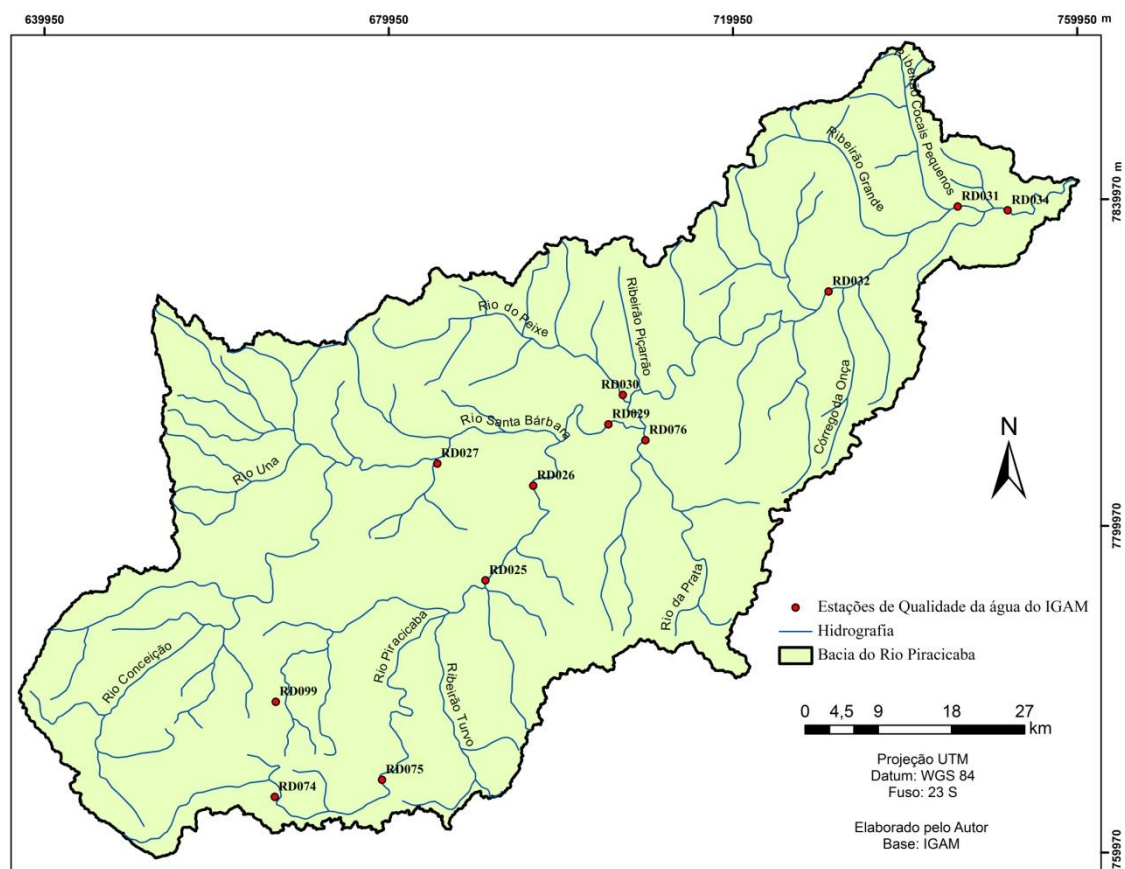 639950
679950
719950
759950 m
Ribeirão Cocais Pequenos
Ribeirão Grande
RD031
RD034
7839970 m
RD032
Ribeirão Piçarrão
Rio do Peixe
RD030
Córrego da Onça
Rio Santa Bárbara
RD029
RD076
N
RD027
Rio Una
RD026
7799970
RD025
Rio da Prata
Estações de Qualidade da água do IGAM
Hidrografia
Bacia do Rio Piracicaba
Rio Piracicaba
Rio Conceição
Ribeirão Turvo
RD099
0 4,5 9 18 27
km
RD075
RD074
Projeção UTM
Datum: WGS 84
Fuso: 23 S
Elaborado pelo Autor
Base: IGAM
759970